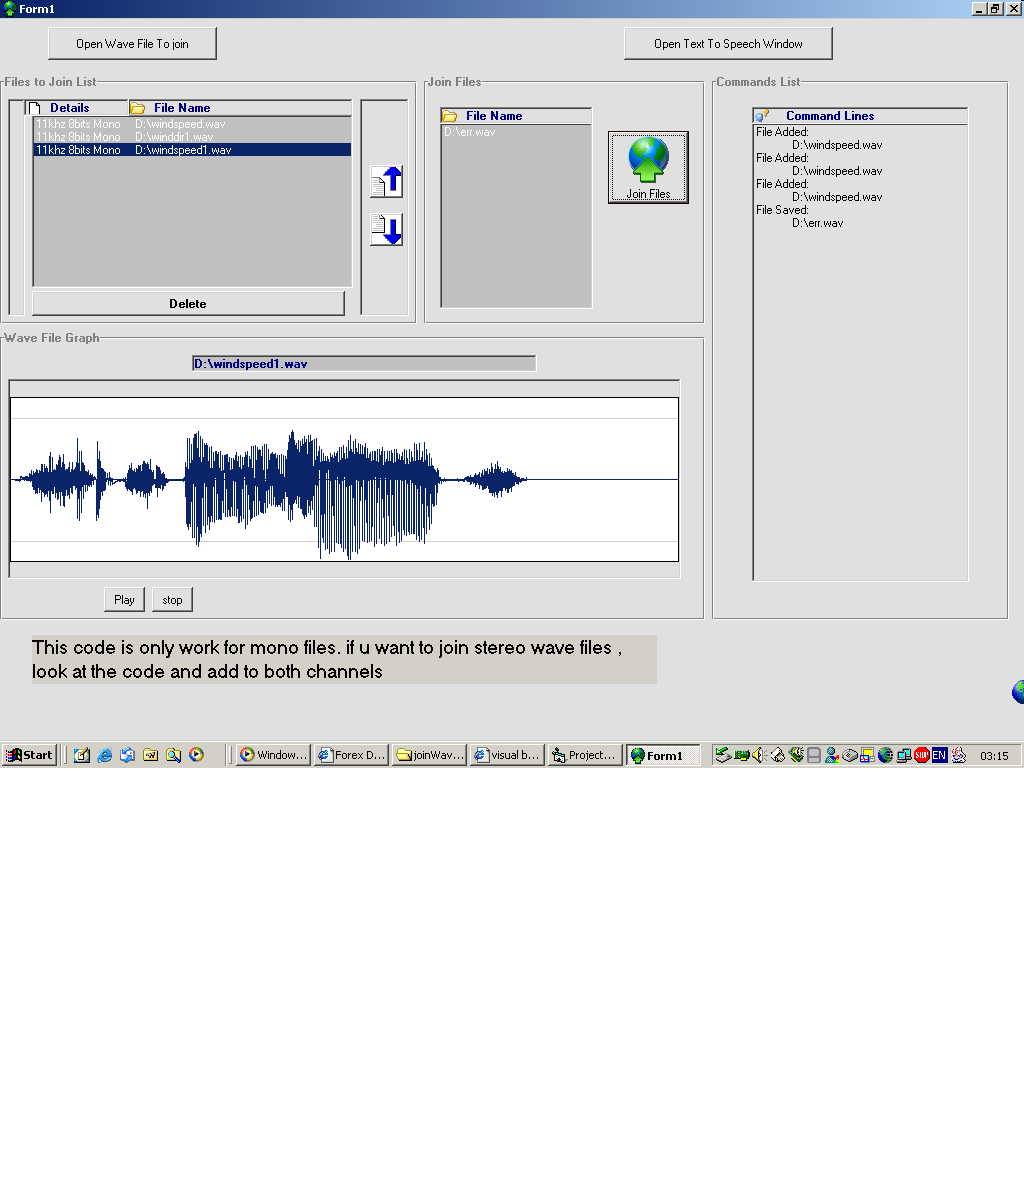 Form1
Open Wave File To join
Open Text To Speech Window
Files to Join List
Details File Name
11khz 8bits Mono D:\windspeed.wav
11khz 8bits Mono D:\winddir1.wav
11khz 8bits Mono D:\windspeed1.wav
Delete
Join Files
File Name
D:\err.wav
Join Files
Commands List
Command Lines
File Added:
D:\windspeed.wav
File Added:
D:\windspeed.wav
File Added:
D:\windspeed.wav
File Saved:
D:\err.wav
Wave File Graph
D:\windspeed1.wav
Play stop
This code is only work for mono files. if u want to join stereo wave files ,
look at the code and add to both channels
Start Window... Forex D... joinWav... visual b... Project... Form1 EN 03:15